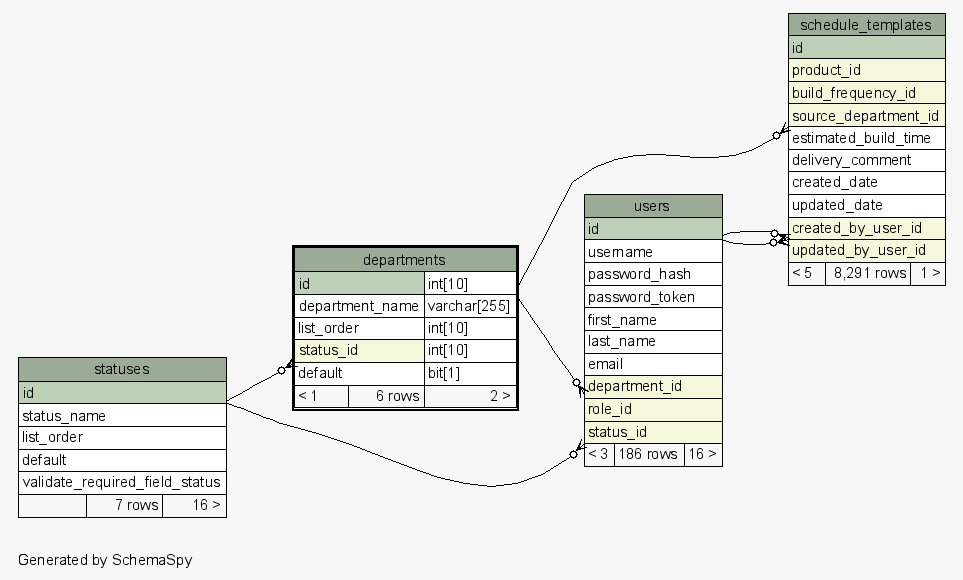 schedule_templates
id
product_id
build_frequency_id
source_department_id
estimated_build_time
delivery_comment
created_date
updated_date
created_by_user_id
updated_by_user_id
< 5 8,291 rows 1 >
users
id
username
password_hash
password_token
first_name
last_name
email
department_id
role_id
status_id
< 3 186 rows 16 >
departments
id int[10]
department_name varchar[255]
list_order int[10]
status_id int[10]
default bit[1]
< 1 6 rows 2 >
statuses
id
status_name
list_order
default
validate_required_field_status
7 rows 16 >
Generated by SchemaSpy